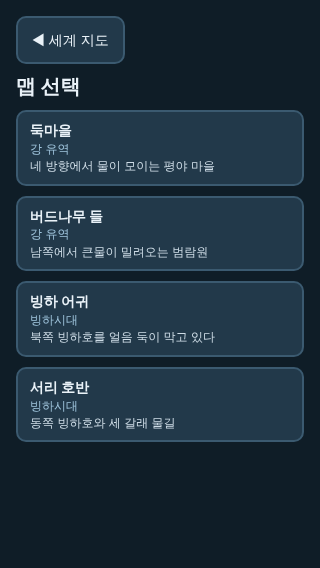 ◀ 세계 지도
맵 선택
둑마을
강 유역
네 방향에서 물이 모이는 평야 마을
버드나무 들
강 유역
남쪽에서 큰물이 밀려오는 범람원
빙하 어귀
빙하시대
북쪽 빙하호를 얼음 둑이 막고 있다
서리 호반
빙하시대
동쪽 빙하호와 세 갈래 물길